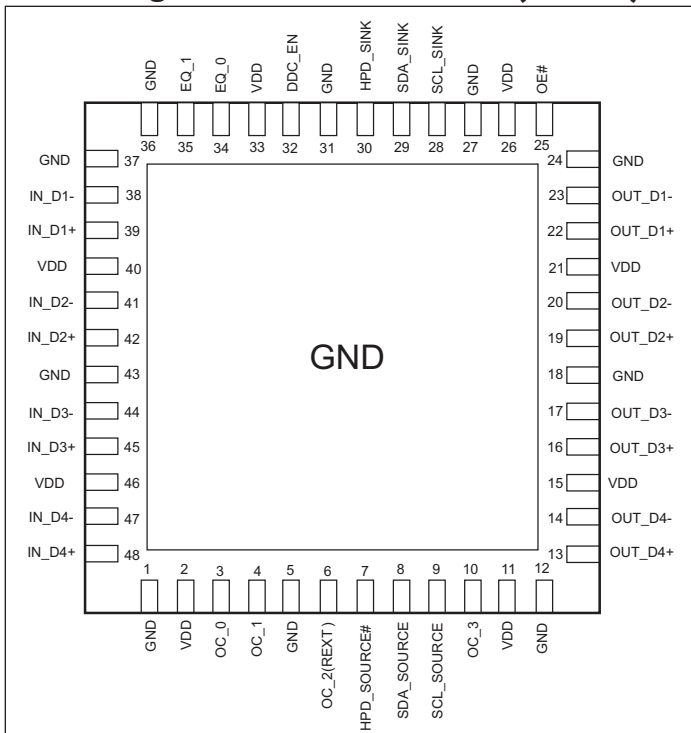 GND EQ_1 EQ_0 VDD DDC_EN GND HPD_SINK SDA_SINK SCL_SINK GND VDD OE#
36 35 34 33 32 31 30 29 28 27 26 25
GND 37 24 GND
IN_D1- 38 23 OUT_D1-
IN_D1+ 39 22 OUT_D1+
VDD 40 21 VDD
IN_D2- 41 20 OUT_D2-
IN_D2+ 42 19 OUT_D2+
GND
GND 43 18 GND
IN_D3- 44 17 OUT_D3-
IN_D3+ 45 16 OUT_D3+
VDD 46 15 VDD
IN_D4- 47 14 OUT_D4-
IN_D4+ 48 13 OUT_D4+
1 2 3 4 5 6 7 8 9 10 11 12
GND VDD OC_0 OC_1 GND OC_2(REXT) HPD_SOURCE# SDA_SOURCE SCL_SOURCE OC_3 VDD GND